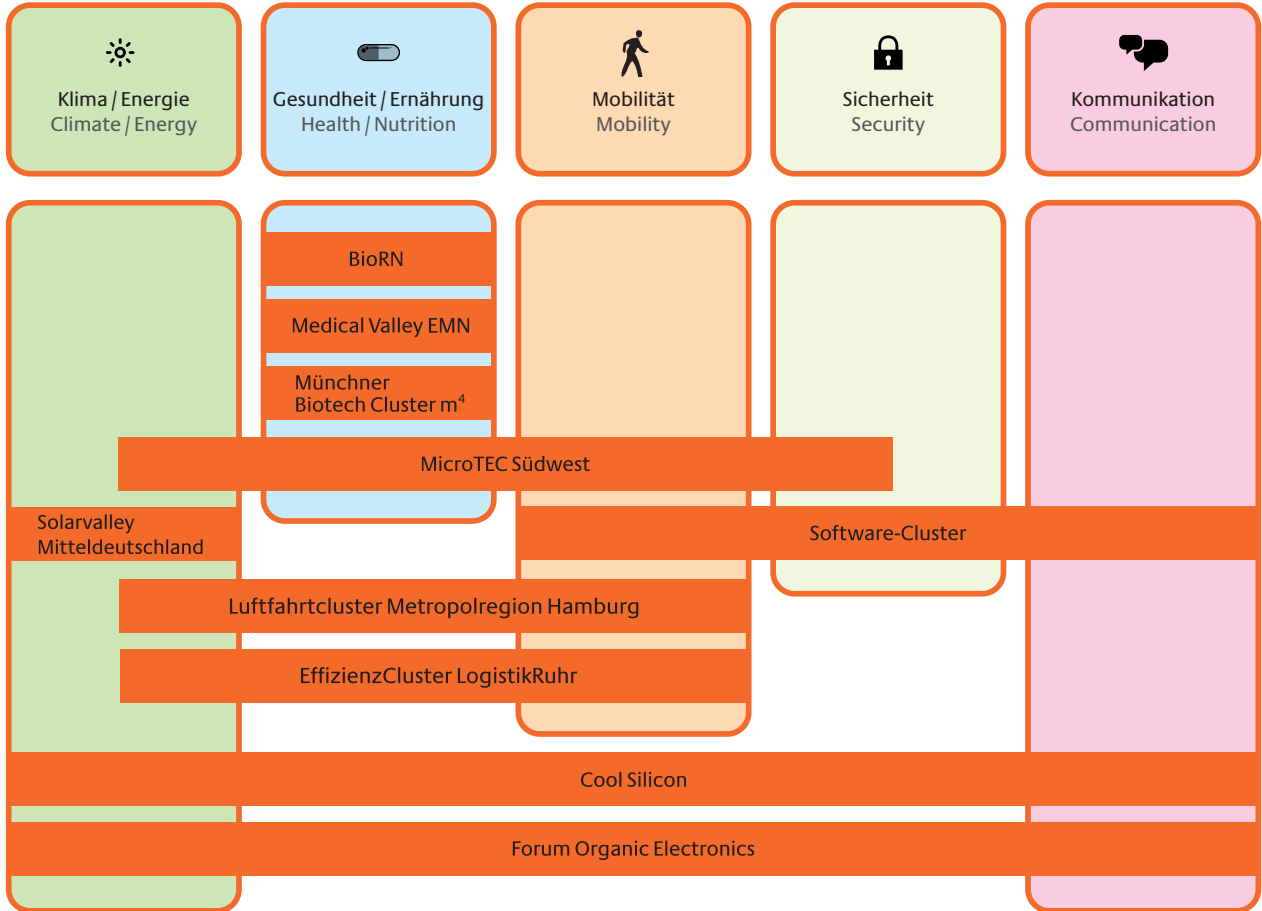 Klima / Energie
Climate / Energy
Gesundheit / Ernährung
Health / Nutrition
Mobilität
Mobility
Sicherheit
Security
Kommunikation
Communication
BioRN
Medical Valley EMN
Münchner
Biotech Cluster m⁴
MicroTEC Südwest
Solarvalley
Mitteldeutschland
Software-Cluster
Luftfahrtcluster Metropolregion Hamburg
EffizienzCluster LogistikRuhr
Cool Silicon
Forum Organic Electronics